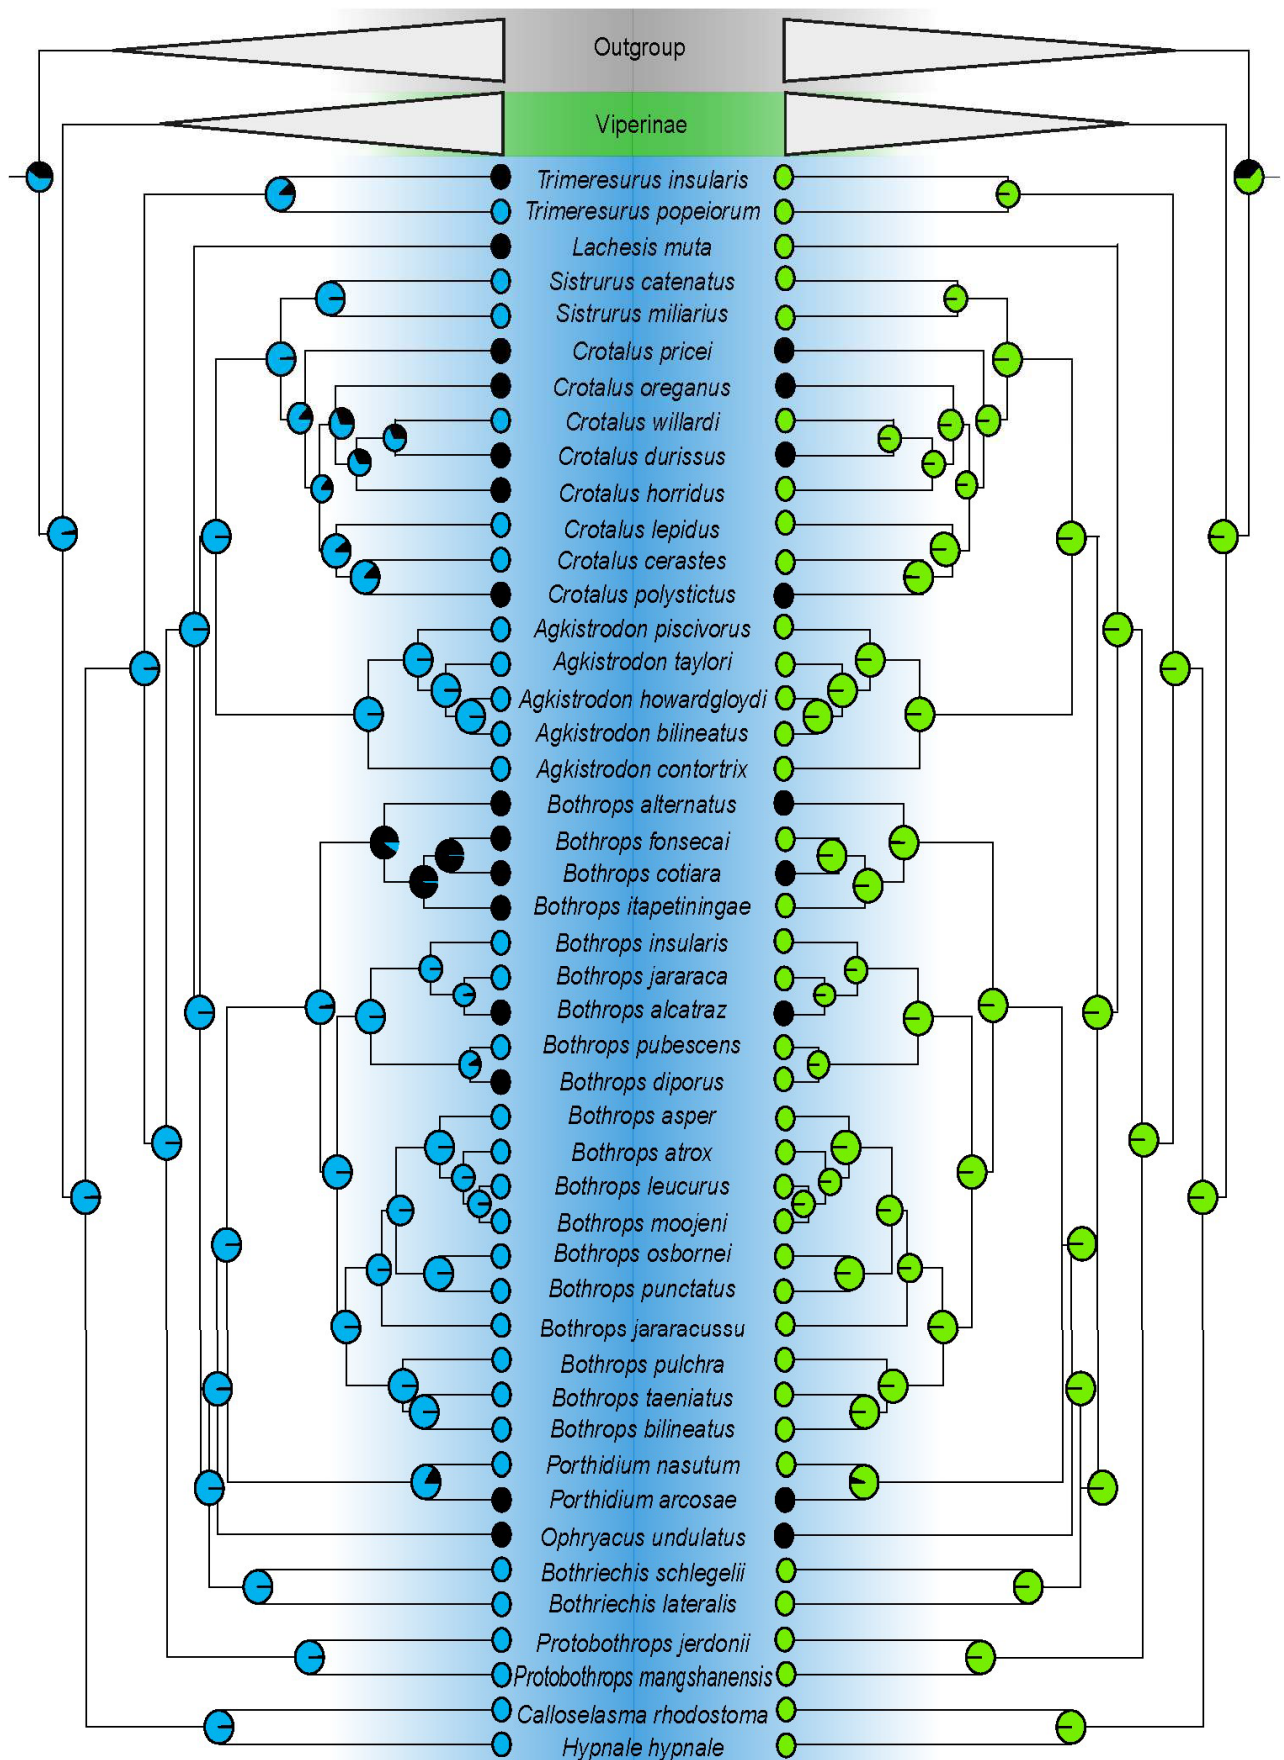 Outgroup
Viperinae
Trimeresurus insularis
Trimeresurus popeiorum
Lachesis muta
Sistrurus catenatus
Sistrurus miliarius
Crotalus pricei
Crotalus oreganus
Crotalus willardi
Crotalus durissus
Crotalus horridus
Crotalus lepidus
Crotalus cerastes
Crotalus polystictus
Agkistrodon piscivorus
Agkistrodon taylori
Agkistrodon howardgloydi
Agkistrodon bilineatus
Agkistrodon contortrix
Bothrops alternatus
Bothrops fonsecai
Bothrops cotiara
Bothrops itapetiningae
Bothrops insularis
Bothrops jararaca
Bothrops alcatraz
Bothrops pubescens
Bothrops diporus
Bothrops asper
Bothrops atrox
Bothrops leucurus
Bothrops moojeni
Bothrops osbornei
Bothrops punctatus
Bothrops jararacussu
Bothrops pulchra
Bothrops taeniatus
Bothrops bilineatus
Porthidium nasutum
Porthidium arcosae
Ophryacus undulatus
Bothriechis schlegelii
Bothriechis lateralis
Protobothrops jerdonii
Protobothrops mangshanensis
Calloselasma rhodostoma
Hypnale hypnale